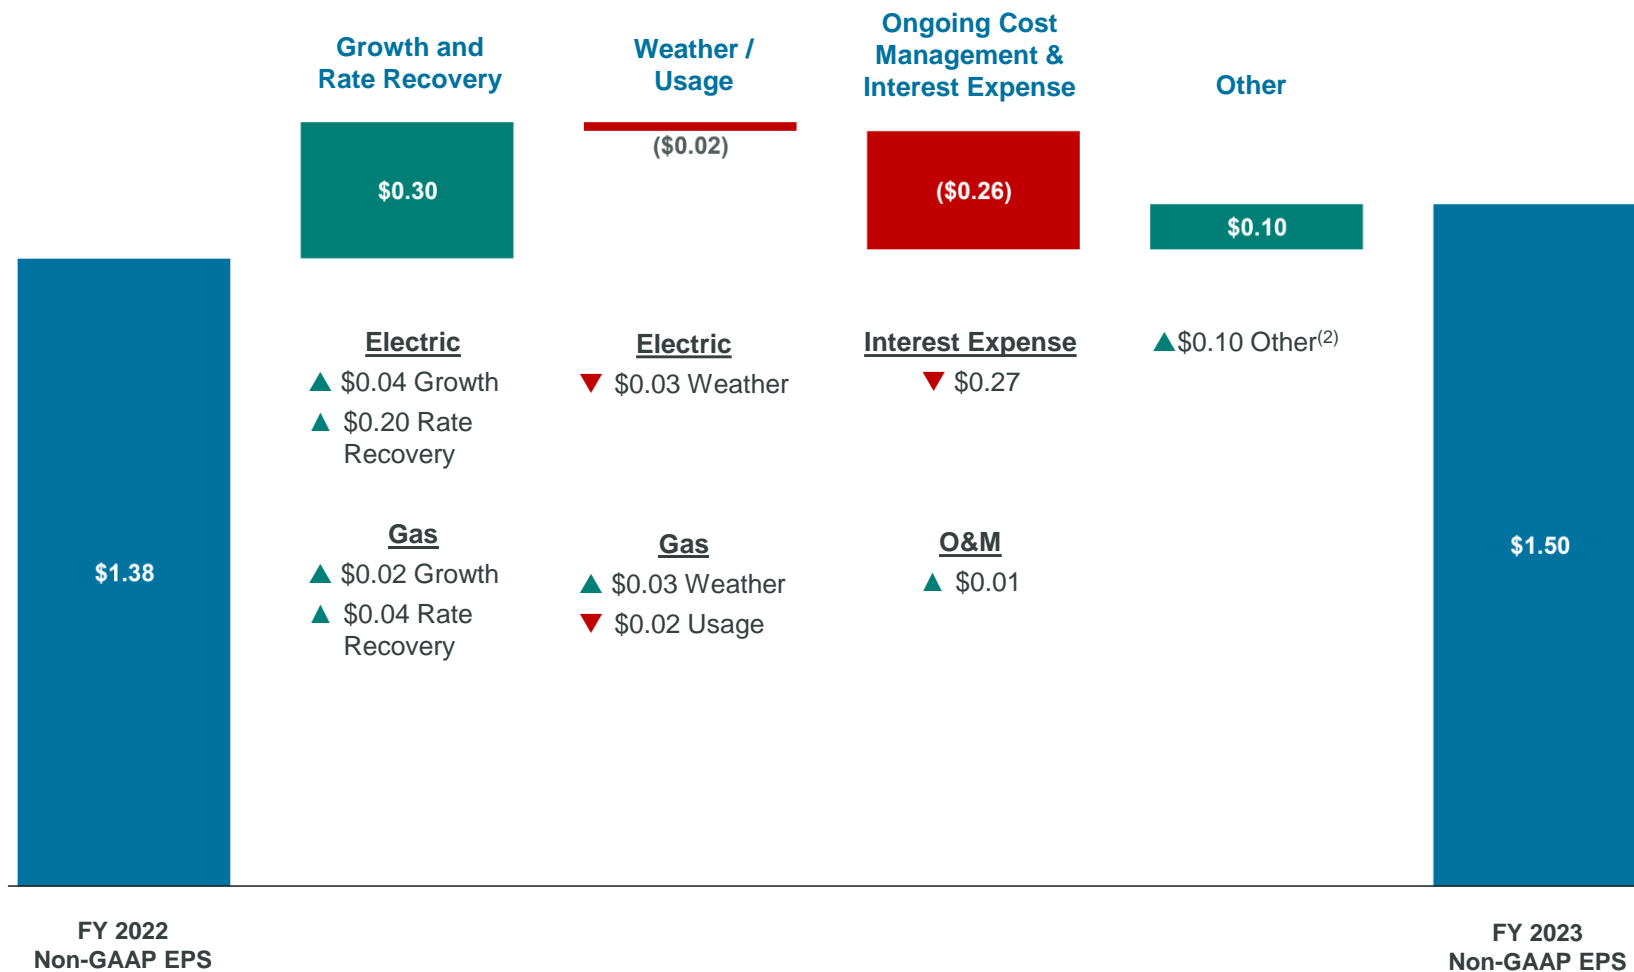 Growth and
Rate Recovery
Weather /
Usage
Ongoing Cost
Management &
Interest Expense
Other
$0.30
($0.02)
($0.26)
$0.10
Electric
▲ $0.04 Growth
▲ $0.20 Rate
Recovery
Gas
▲ $0.02 Growth
▲ $0.04 Rate
Recovery
Electric
▼ $0.03 Weather
Gas
▲ $0.03 Weather
▼ $0.02 Usage
Interest Expense
▼ $0.27
O&M
▲ $0.01
▲$0.10 Other(2)
$1.38
$1.50
FY 2022
Non-GAAP EPS
FY 2023
Non-GAAP EPS